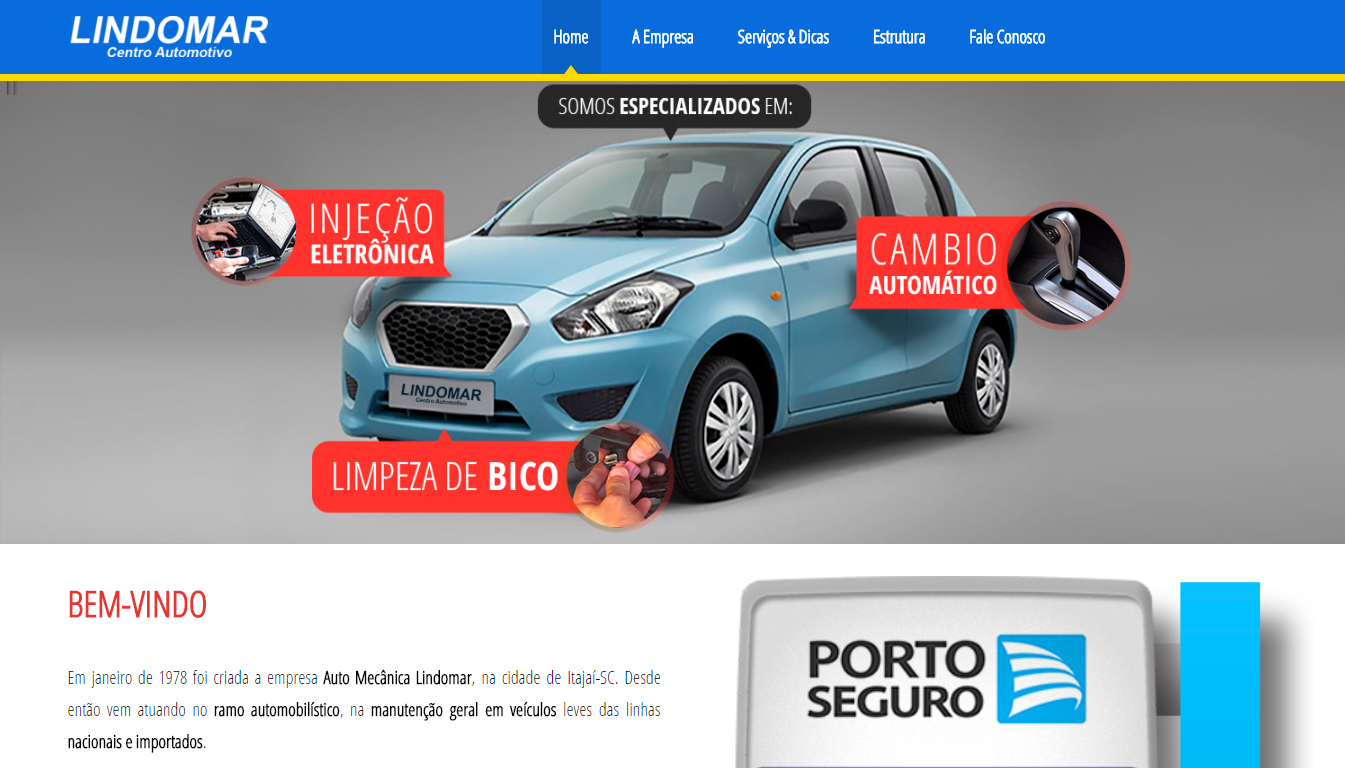 LINDOMAR
Centro Automotivo
Home
A Empresa
Serviços & Dicas
Estrutura
Fale Conosco
SOMOS ESPECIALIZADOS EM:
INJEÇÃO
ELETRÔNICA
CAMBIO
AUTOMÁTICO
LINDOMAR
Centro Automotivo
LIMPEZA DE BICO
BEM-VINDO
Em janeiro de 1978 foi criada a empresa Auto Mecânica Lindomar, na cidade de Itajaí-SC. Desde
então vem atuando no ramo automobilístico, na manutenção geral em veículos leves das linhas
nacionais e importados.
PORTO
SEGURO